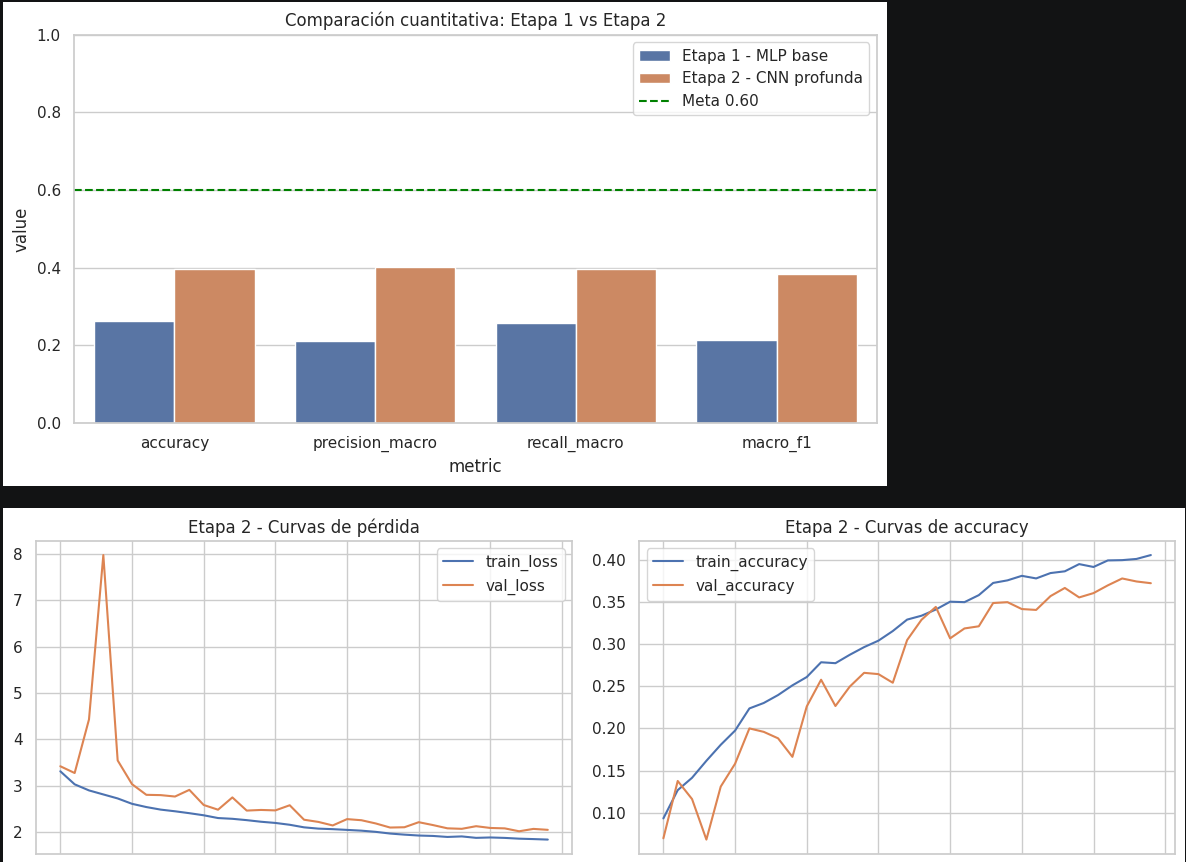 Comparación cuantitativa: Etapa 1 vs Etapa 2
Etapa 1 - MLP base
Etapa 2 - CNN profunda
Meta 0.60
1.0
0.8
0.6
0.4
0.2
0.0
value
accuracy precision_macro recall_macro macro_f1
metric
Etapa 2 - Curvas de pérdida
train_loss
val_loss
8
7
6
5
4
3
2
Etapa 2 - Curvas de accuracy
train_accuracy
val_accuracy
0.40
0.35
0.30
0.25
0.20
0.15
0.10